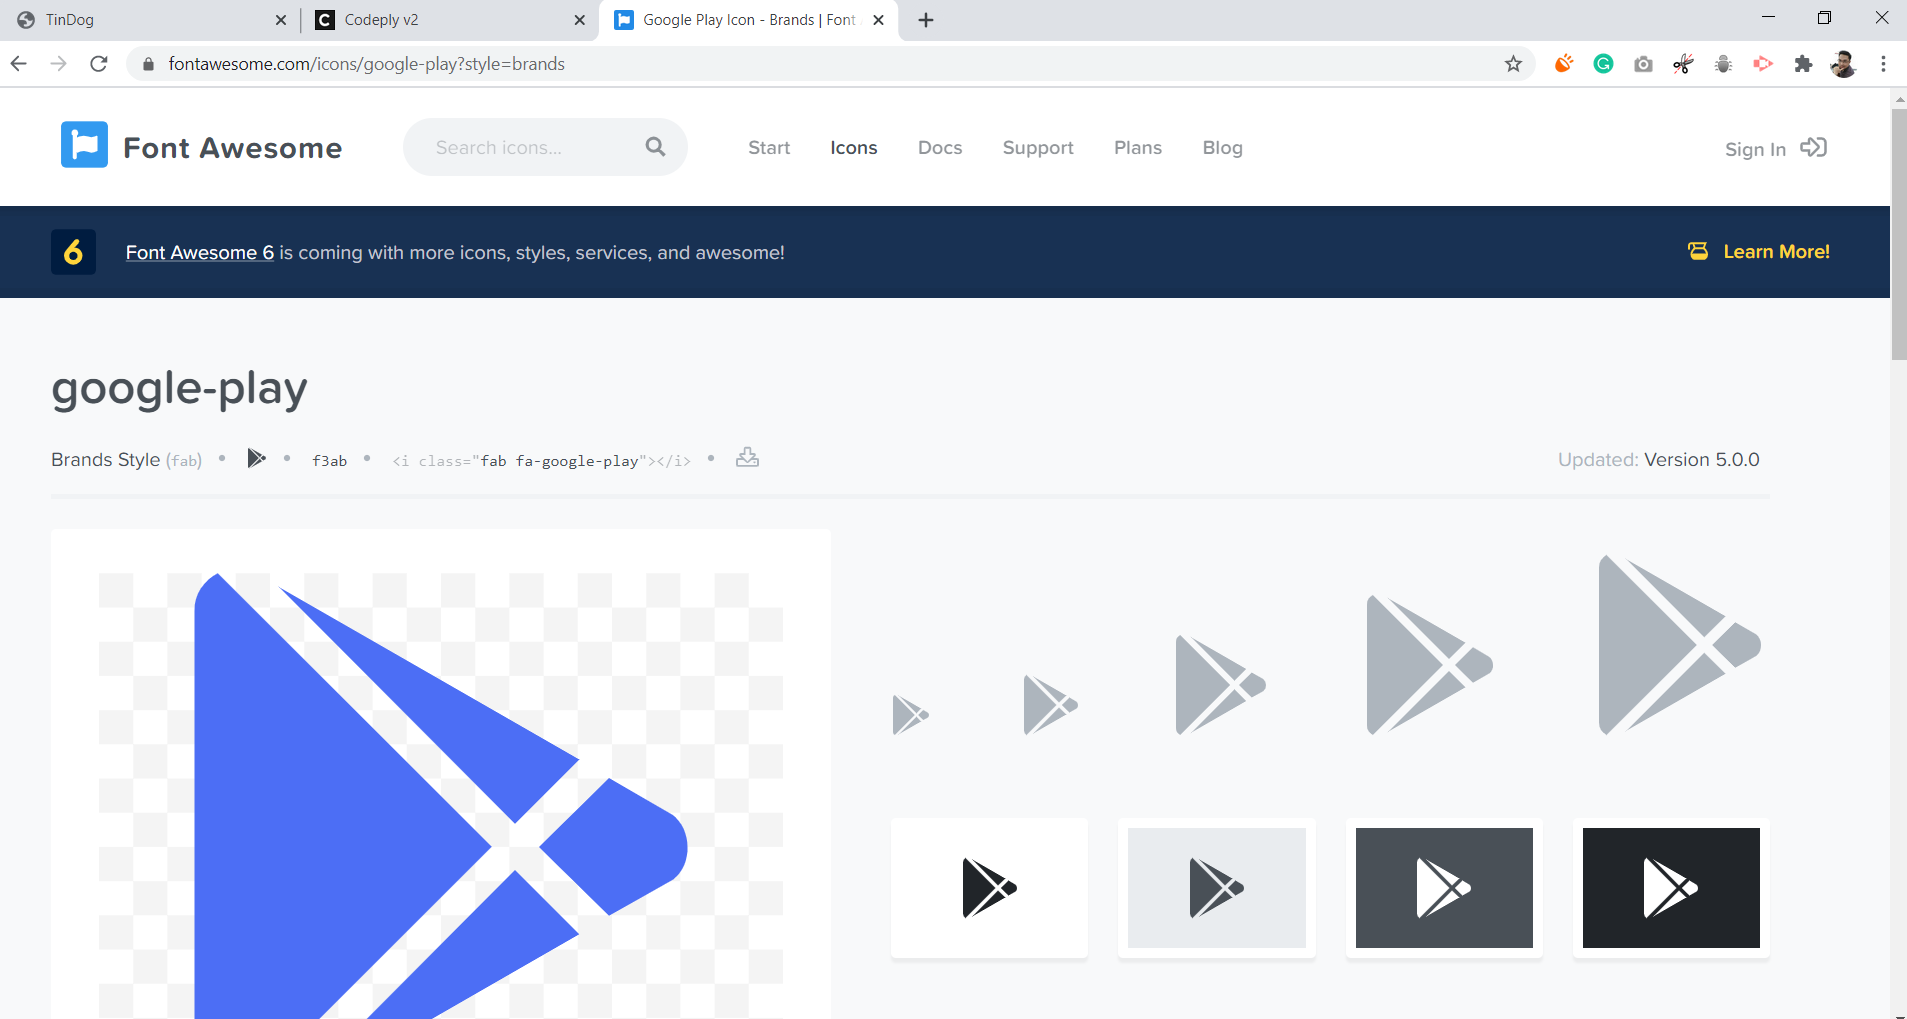 TinDog
Codeply v2
Google Play Icon - Brands | Font
fontawesome.com/icons/google-play?style=brands
Font Awesome
Search icons...
Start Icons Docs Support Plans Blog
Sign In
6 Font Awesome 6 is coming with more icons, styles, services, and awesome!
Learn More!
google-play
Brands Style (fab) • • f3ab • <i class="fab fa-google-play"></i> •
Updated: Version 5.0.0